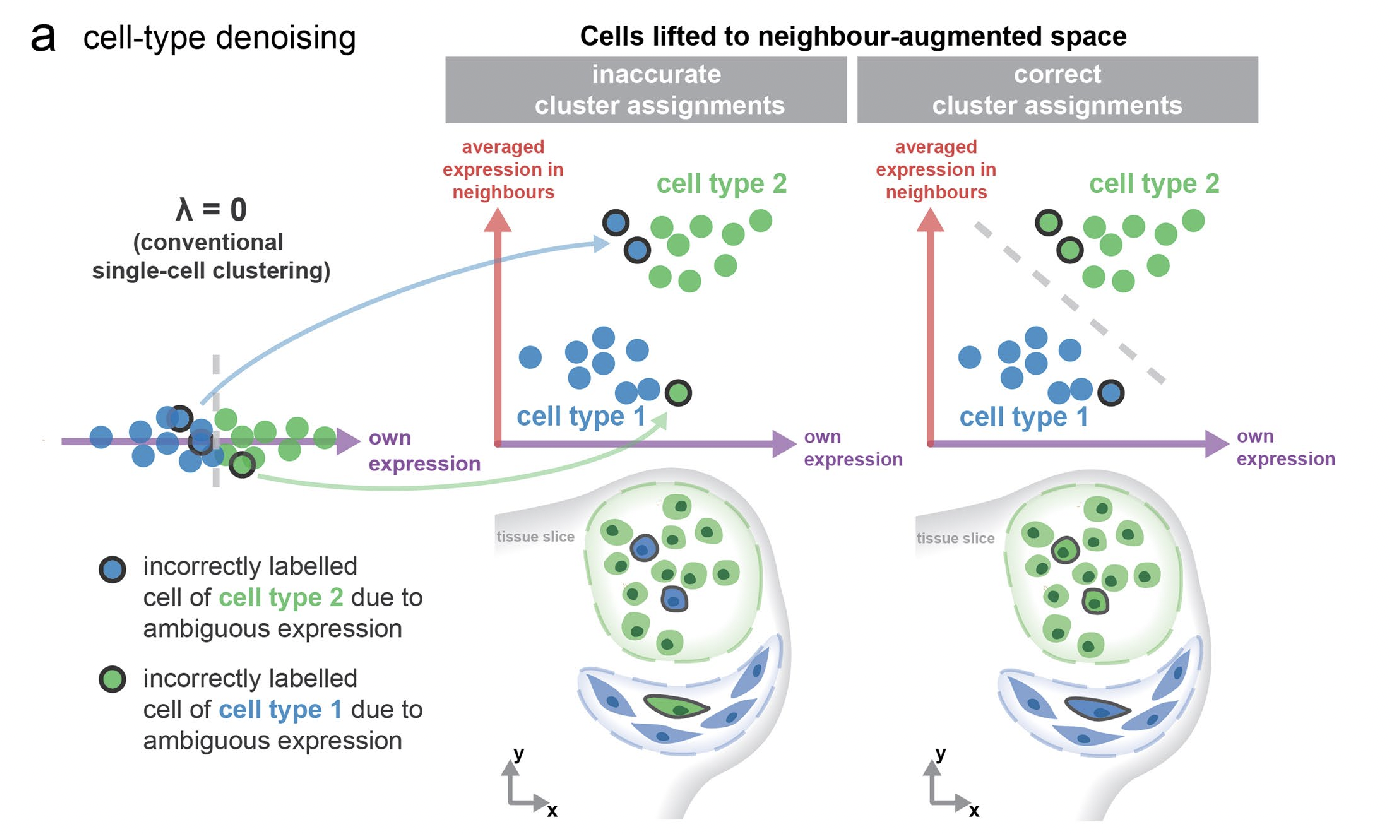 a cell-type denoising
Cells lifted to neighbour-augmented space
inaccurate
cluster assignments
correct
cluster assignments
λ = 0
(conventional
single-cell clustering)
own
expression
averaged
expression in
neighbours
cell type 2
cell type 1
own
expression
averaged
expression in
neighbours
cell type 2
cell type 1
own
expression
incorrectly labelled
cell of cell type 2 due to
ambiguous expression
incorrectly labelled
cell of cell type 1 due to
ambiguous expression
tissue slice
y
x
tissue slice
y
x